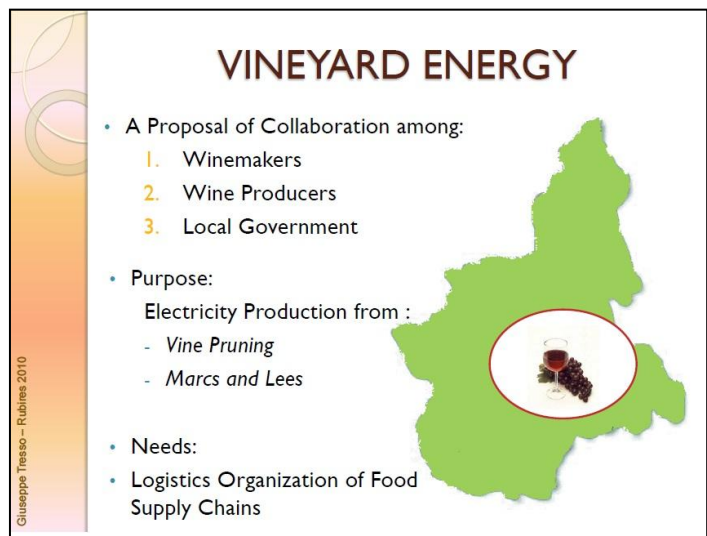 VINEYARD ENERGY
• A Proposal of Collaboration among:
1. Winemakers
2. Wine Producers
3. Local Government
• Purpose:
Electricity Production from :
- Vine Pruning
- Marcs and Lees
• Needs:
• Logistics Organization of Food
Supply Chains
Giuseppe Tresso – Rubires 2010